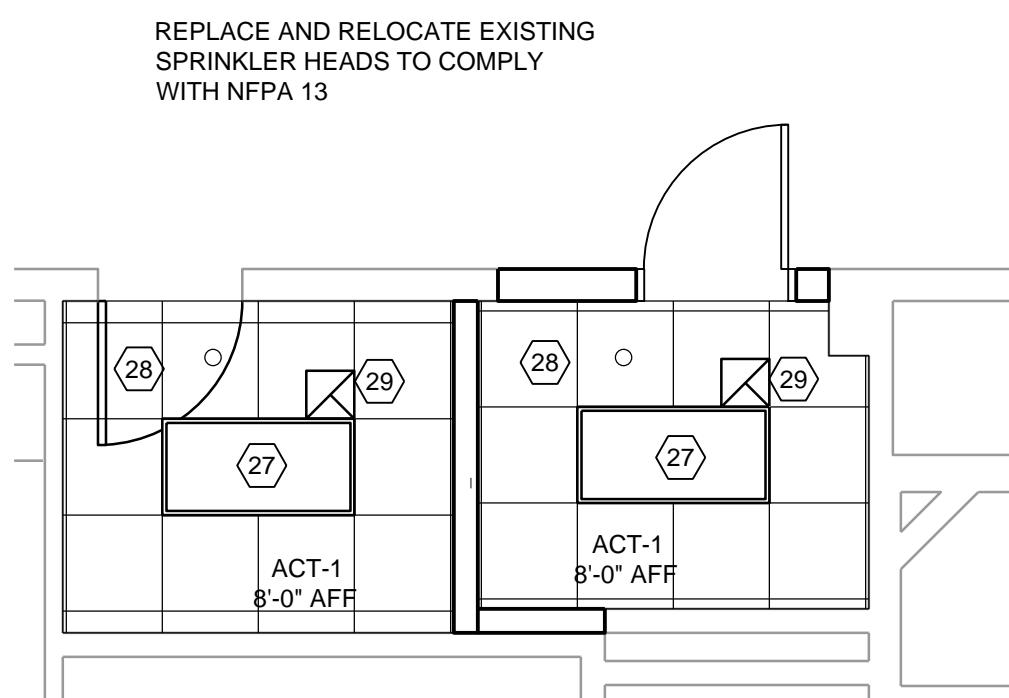 REPLACE AND RELOCATE EXISTING
SPRINKLER HEADS TO COMPLY
WITH NFPA 13
28
29
27
ACT-1
8'-0" AFF
28
29
27
ACT-1
8'-0" AFF